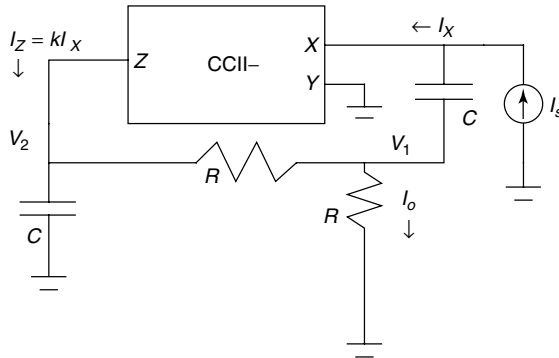 I_Z = kI_X
↓
Z
CCII–
X
Y
← I_X
C
I_s
V_2
V_1
R
R
I_o
↓
C